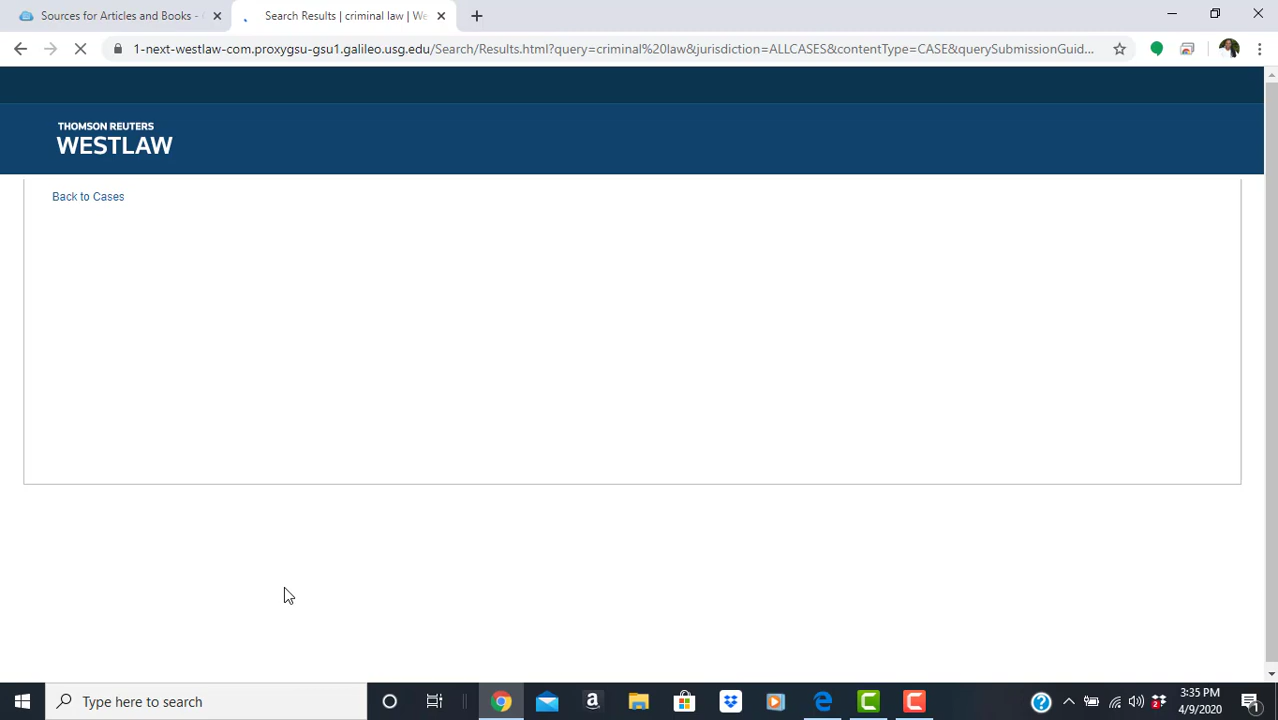 Sources for Articles and Books -
Search Results | criminal law | We
1-next-westlaw-com.proxygsu-gsu1.galileo.usg.edu/Search/Results.html?query=criminal%20law&jurisdiction=ALLCASES&contentType=CASE&querySubmissionGuid...
THOMSON REUTERS
WESTLAW
Back to Cases
Type here to search
3:35 PM
4/9/2020